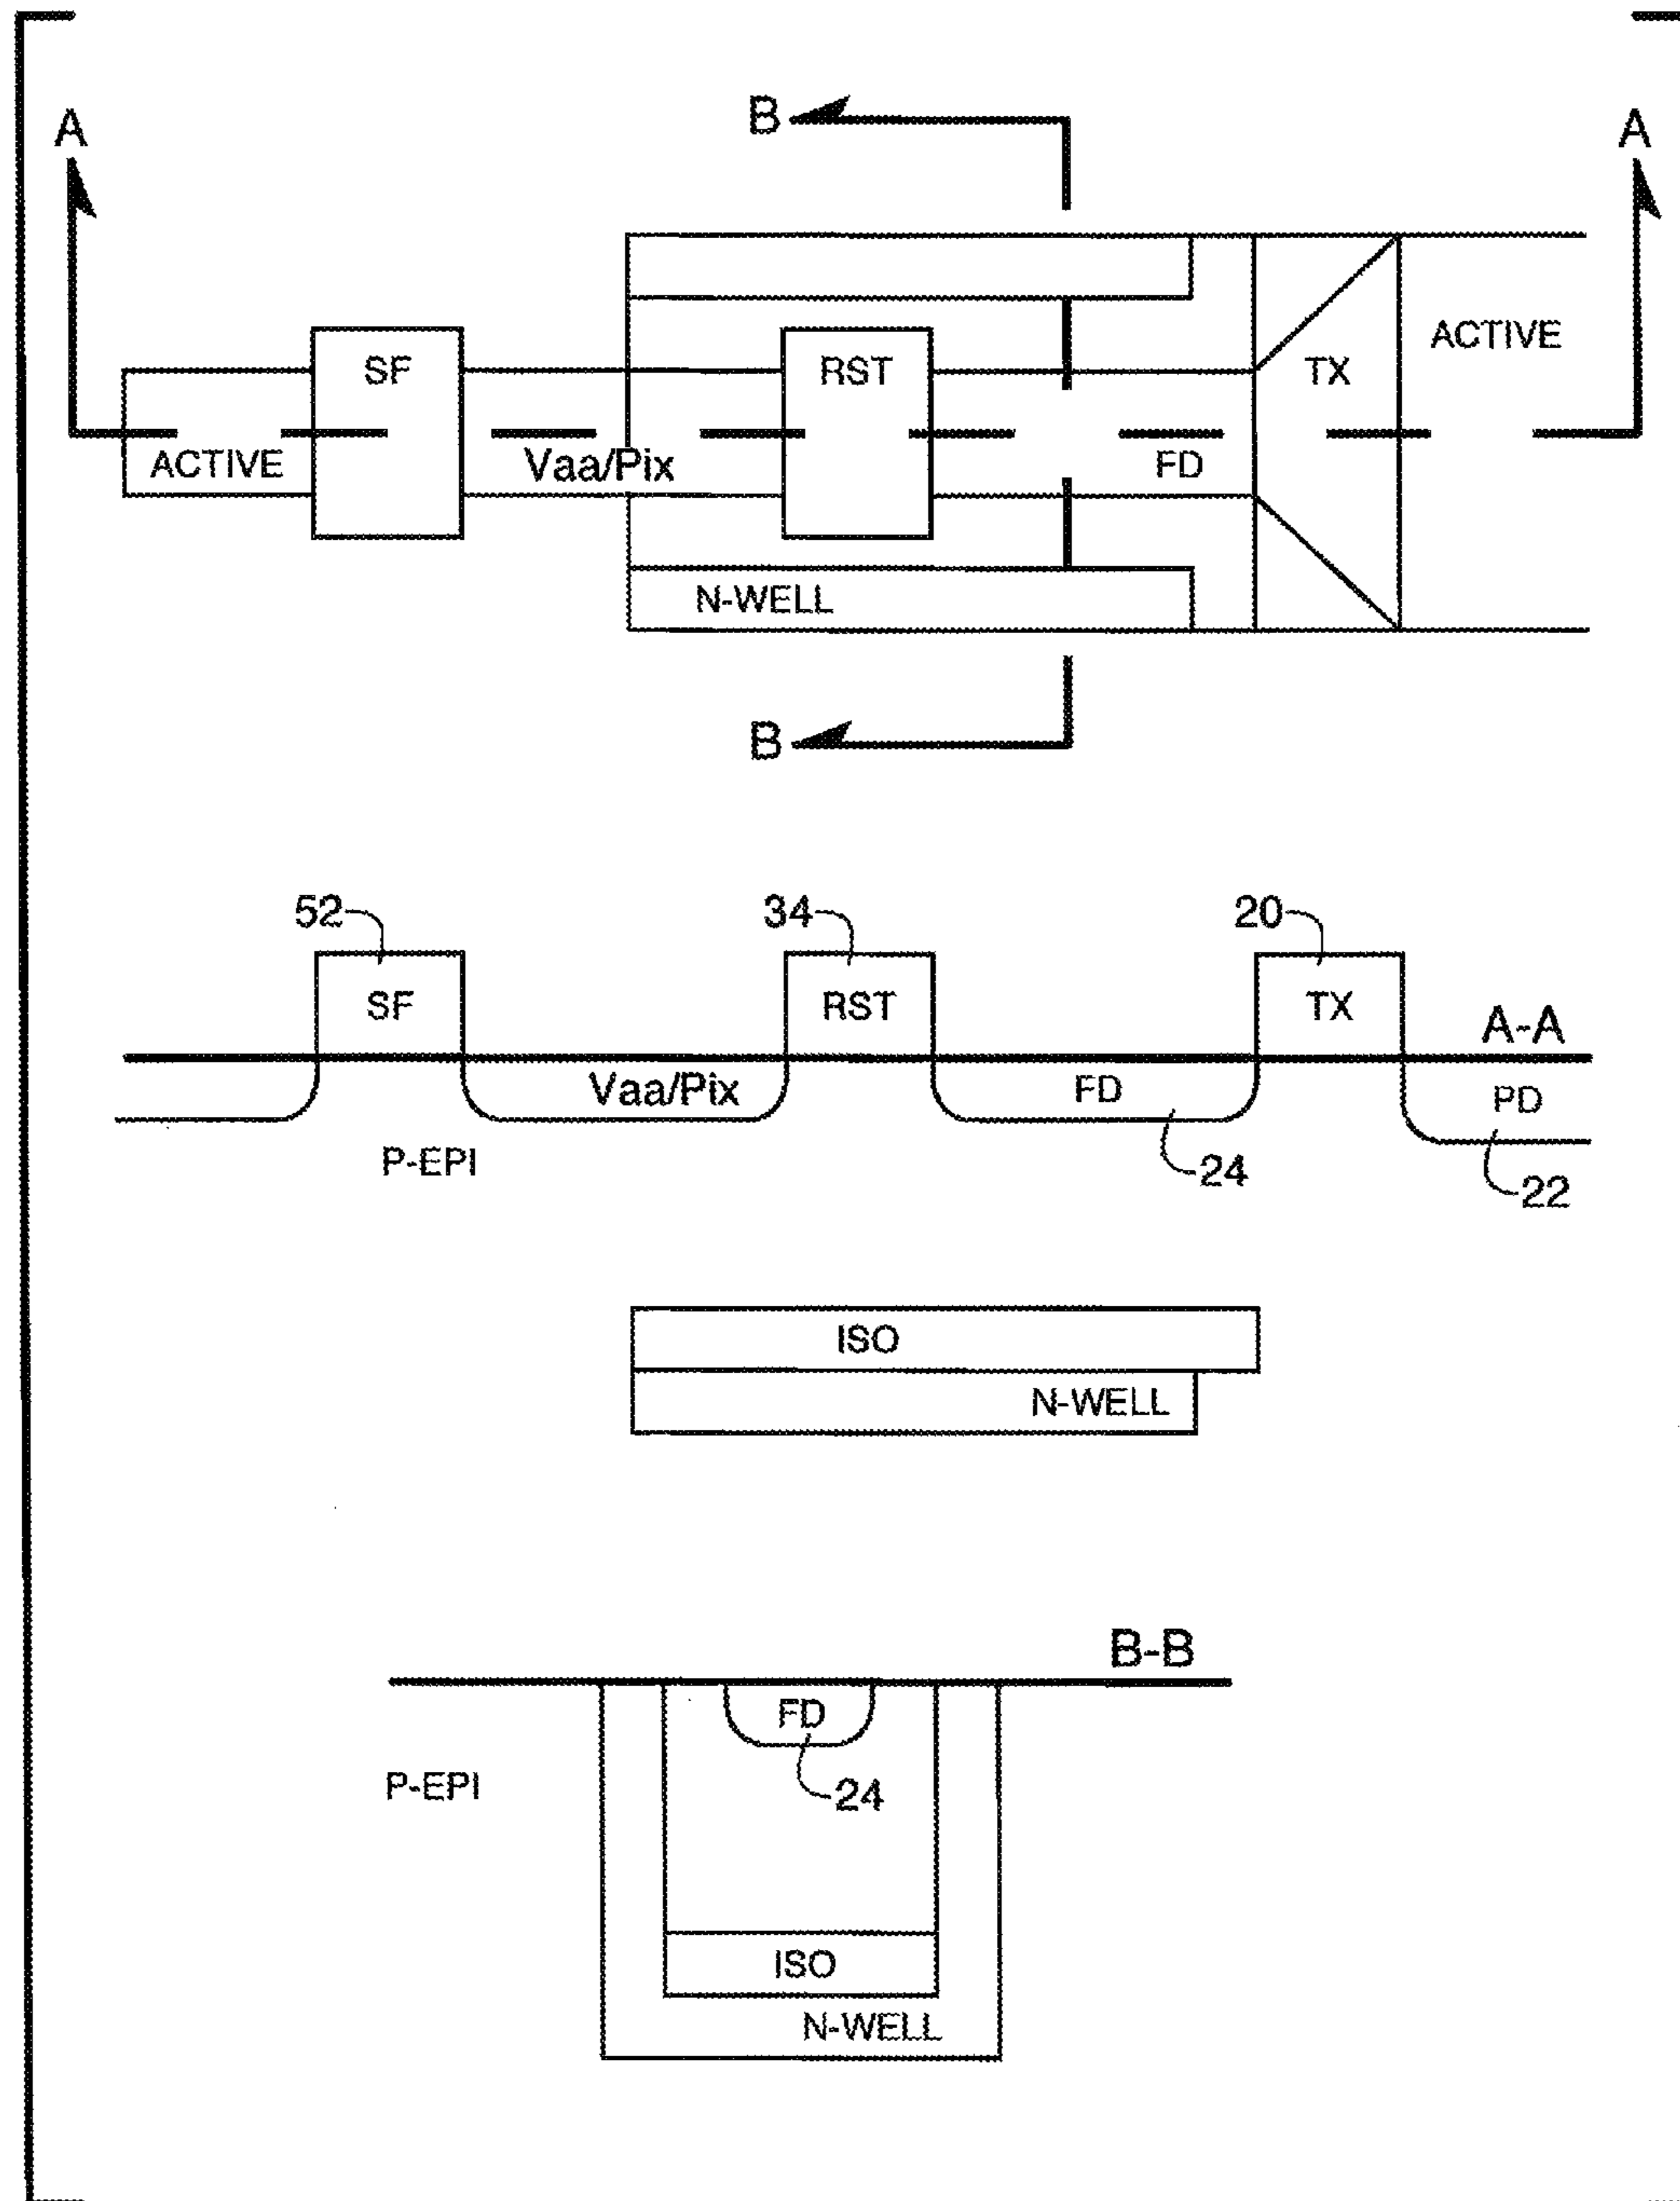 B
A
A
SF
RST
TX
ACTIVE
ACTIVE
Vaa/Pix
FD
N-WELL
B
52
34
20
SF
RST
TX
A-A
Vaa/Pix
FD
PD
P-EPI
24
22
ISO
N-WELL
B-B
FD
P-EPI
24
ISO
N-WELL